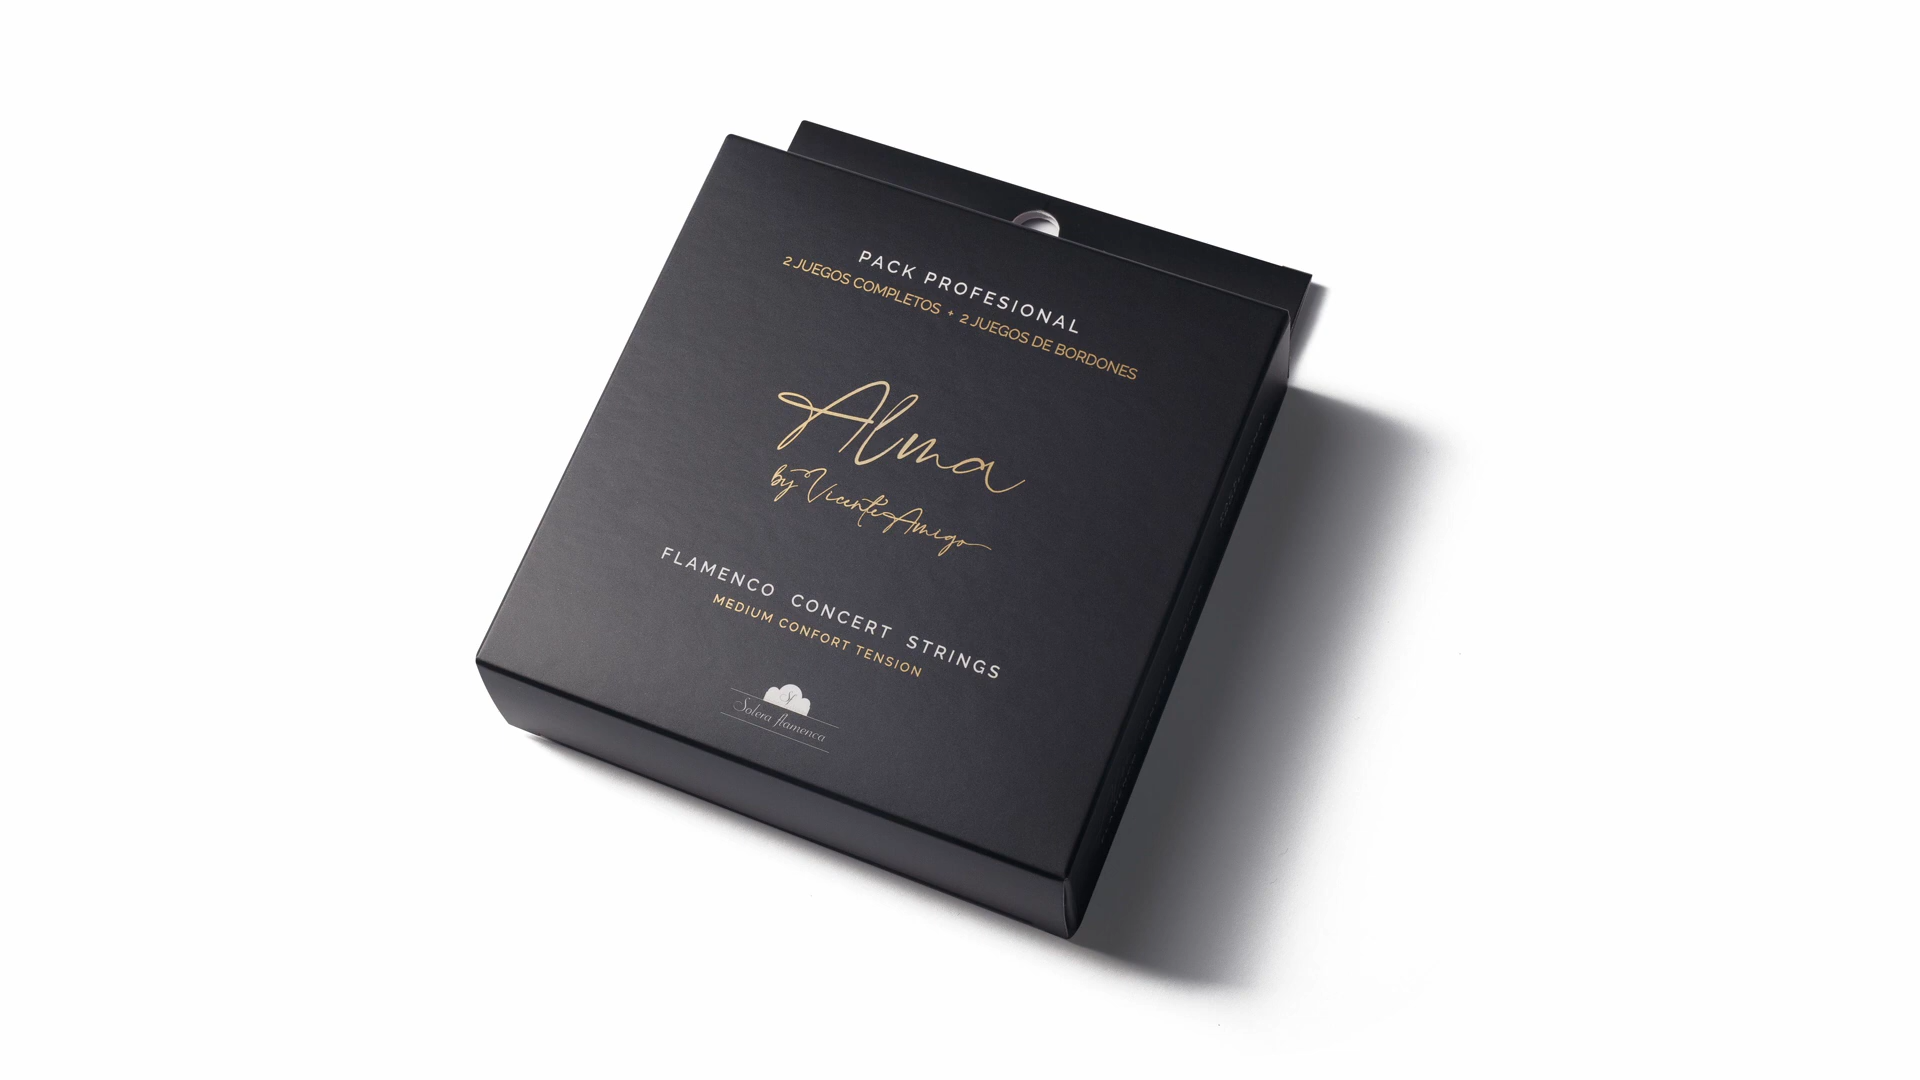 PACK PROFESIONAL
2 JUEGOS COMPLETOS + 2 JUEGOS DE BORDONES
Alma
by Vicente Amigo
FLAMENCO CONCERT STRINGS
MEDIUM CONFORT TENSION
Sf
Solera flamenca